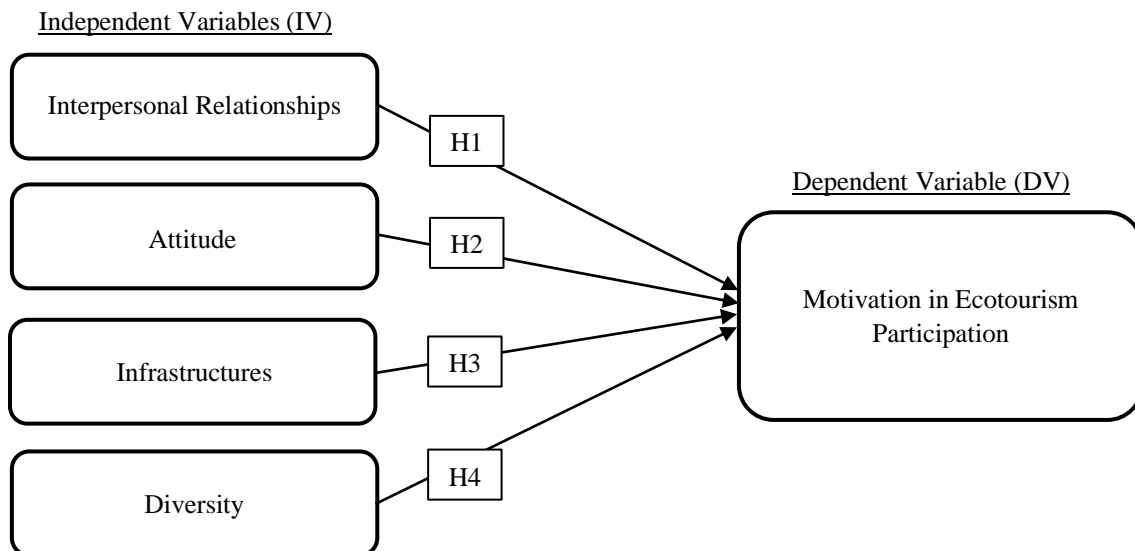 Independent Variables (IV)
Interpersonal Relationships
H1
Attitude
H2
Infrastructures
H3
Diversity
H4
Dependent Variable (DV)
Motivation in Ecotourism
Participation